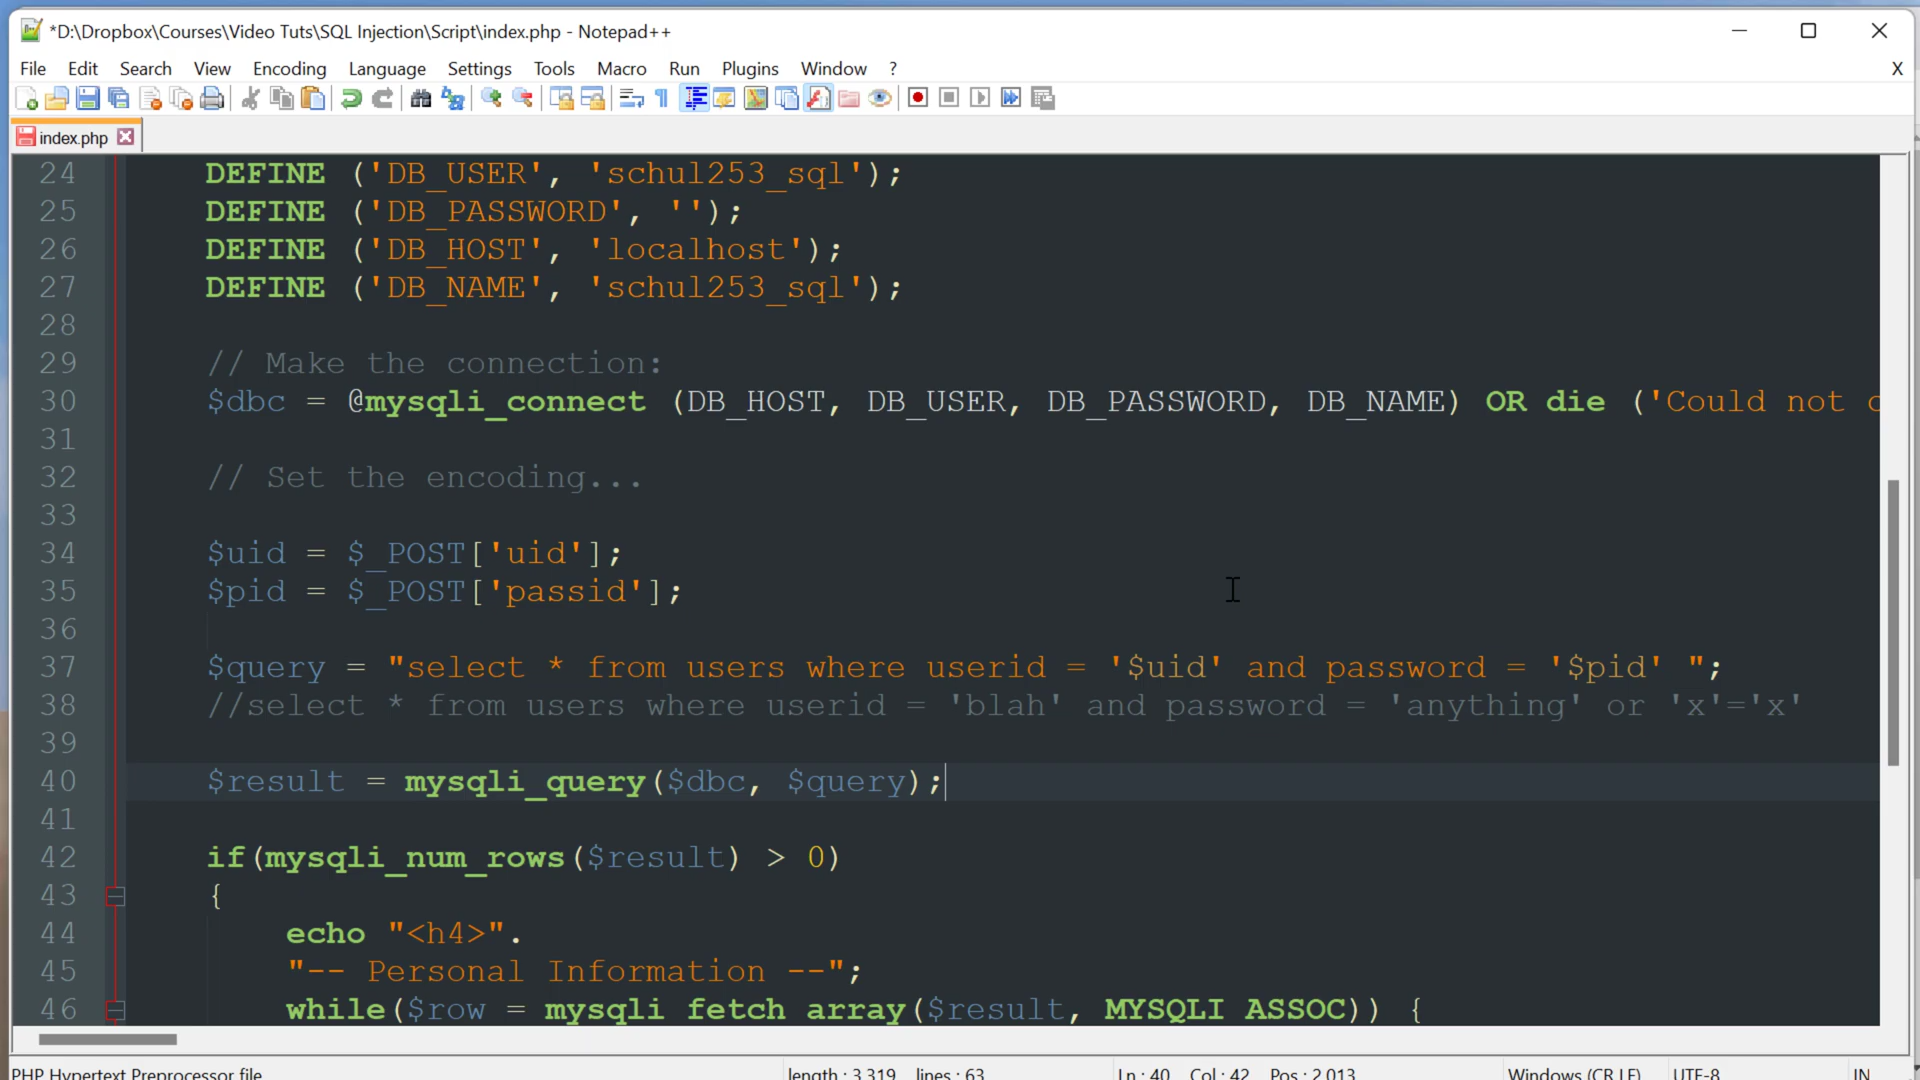 *D:\Dropbox\Courses\Video Tuts\SQL Injection\Script\index.php - Notepad++
File Edit Search View Encoding Language Settings Tools Macro Run Plugins Window ? X
index.php
24 DEFINE ('DB_USER', 'schul253_sql');
25 DEFINE ('DB_PASSWORD', '');
26 DEFINE ('DB_HOST', 'localhost');
27 DEFINE ('DB_NAME', 'schul253_sql');
28
29 // Make the connection:
30 $dbc = @mysqli_connect (DB_HOST, DB_USER, DB_PASSWORD, DB_NAME) OR die ('Could not
31
32 // Set the encoding...
33
34 $uid = $_POST['uid'];
35 $pid = $_POST['passid'];
36
37 $query = "select * from users where userid = '$uid' and password = '$pid' ";
38 //select * from users where userid = 'blah' and password = 'anything' or 'x'='x'
39
40 $result = mysqli_query($dbc, $query);
41
42 if(mysqli_num_rows($result) > 0)
43 {
44 echo "<h4>".
45 "-- Personal Information --";
46 while($row = mysqli_fetch_array($result, MYSQLI_ASSOC)) {
PHP Hypertext Preprocessor file length : 3,319 lines : 63 Ln : 40 Col : 42 Pos : 2,013 Windows (CR LF) UTF-8 IN